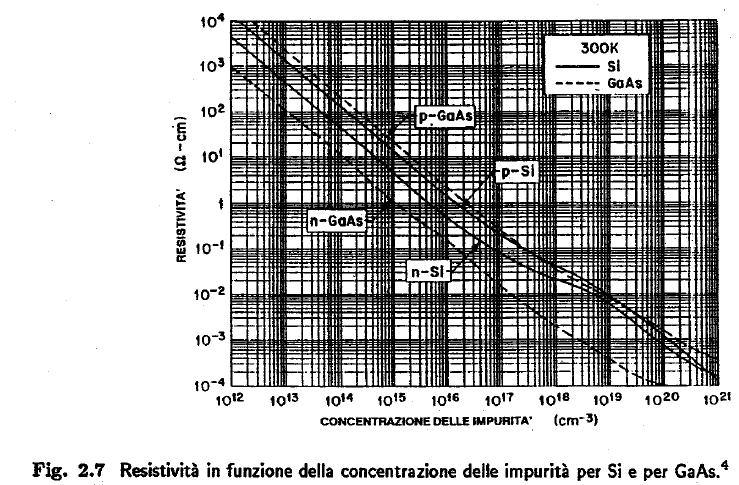 10⁴
10³
10²
10¹
1
10⁻¹
10⁻²
10⁻³
10⁻⁴
RESISTIVITA' (Ω-cm)
300K
Si
GaAs
p-GaAs
p-Si
n-GaAs
n-Si
10¹² 10¹³ 10¹⁴ 10¹⁵ 10¹⁶ 10¹⁷ 10¹⁸ 10¹⁹ 10²⁰ 10²¹
CONCENTRAZIONE DELLE IMPURITA' (cm⁻³)
Fig. 2.7 Resistività in funzione della concentrazione delle impurità per Si e per GaAs.⁴